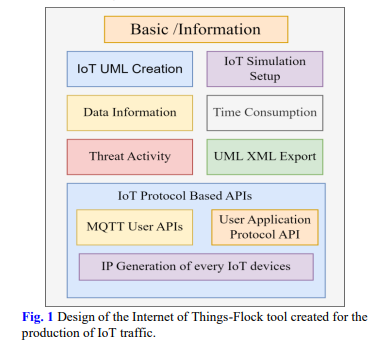 Basic /Information
IoT UML Creation
IoT Simulation
Setup
Data Information
Time Consumption
Threat Activity
UML XML Export
IoT Protocol Based APIs
MQTT User APIs
User Application
Protocol API
IP Generation of every IoT devices
Fig. 1 Design of the Internet of Things-Flock tool created for the
production of IoT traffic.